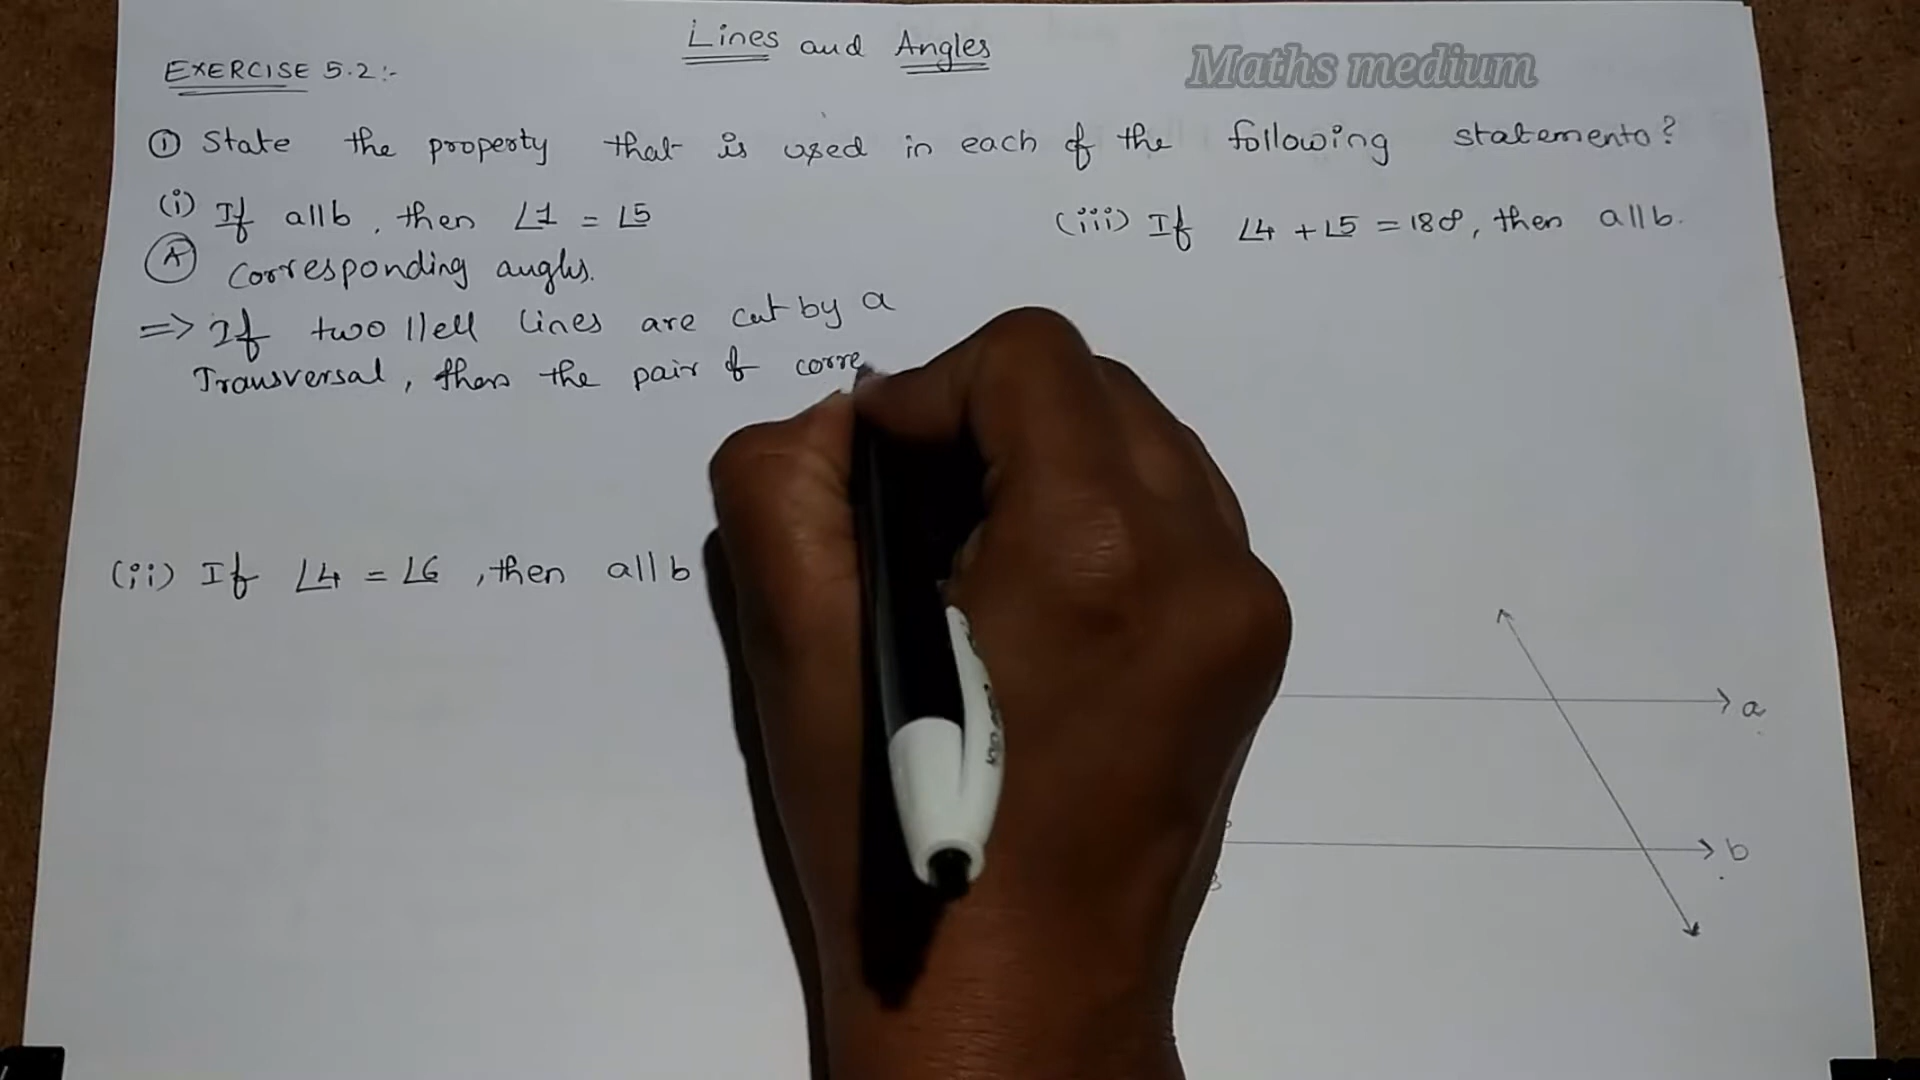 Lines and Angles
Maths medium
EXERCISE 5.2:-
① State the property that is used in each of the following statements?
(i) If a||b, then ∠1 = ∠5
(A) Corresponding angles.
=> If two ||ell lines are cut by a
Transversal, then the pair of corre
(ii) If ∠4 = ∠6, then a||b
(iii) If ∠4 + ∠5 = 180°, then a||b.
a
b